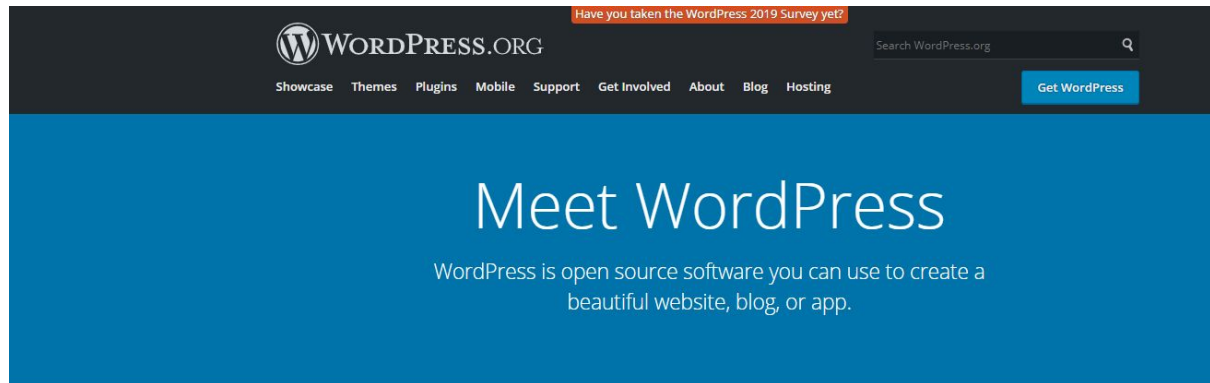 Have you taken the WordPress 2019 Survey yet?
WORDPRESS.ORG
Search WordPress.org
Showcase Themes Plugins Mobile Support Get Involved About Blog Hosting
Get WordPress
Meet WordPress
WordPress is open source software you can use to create a
beautiful website, blog, or app.